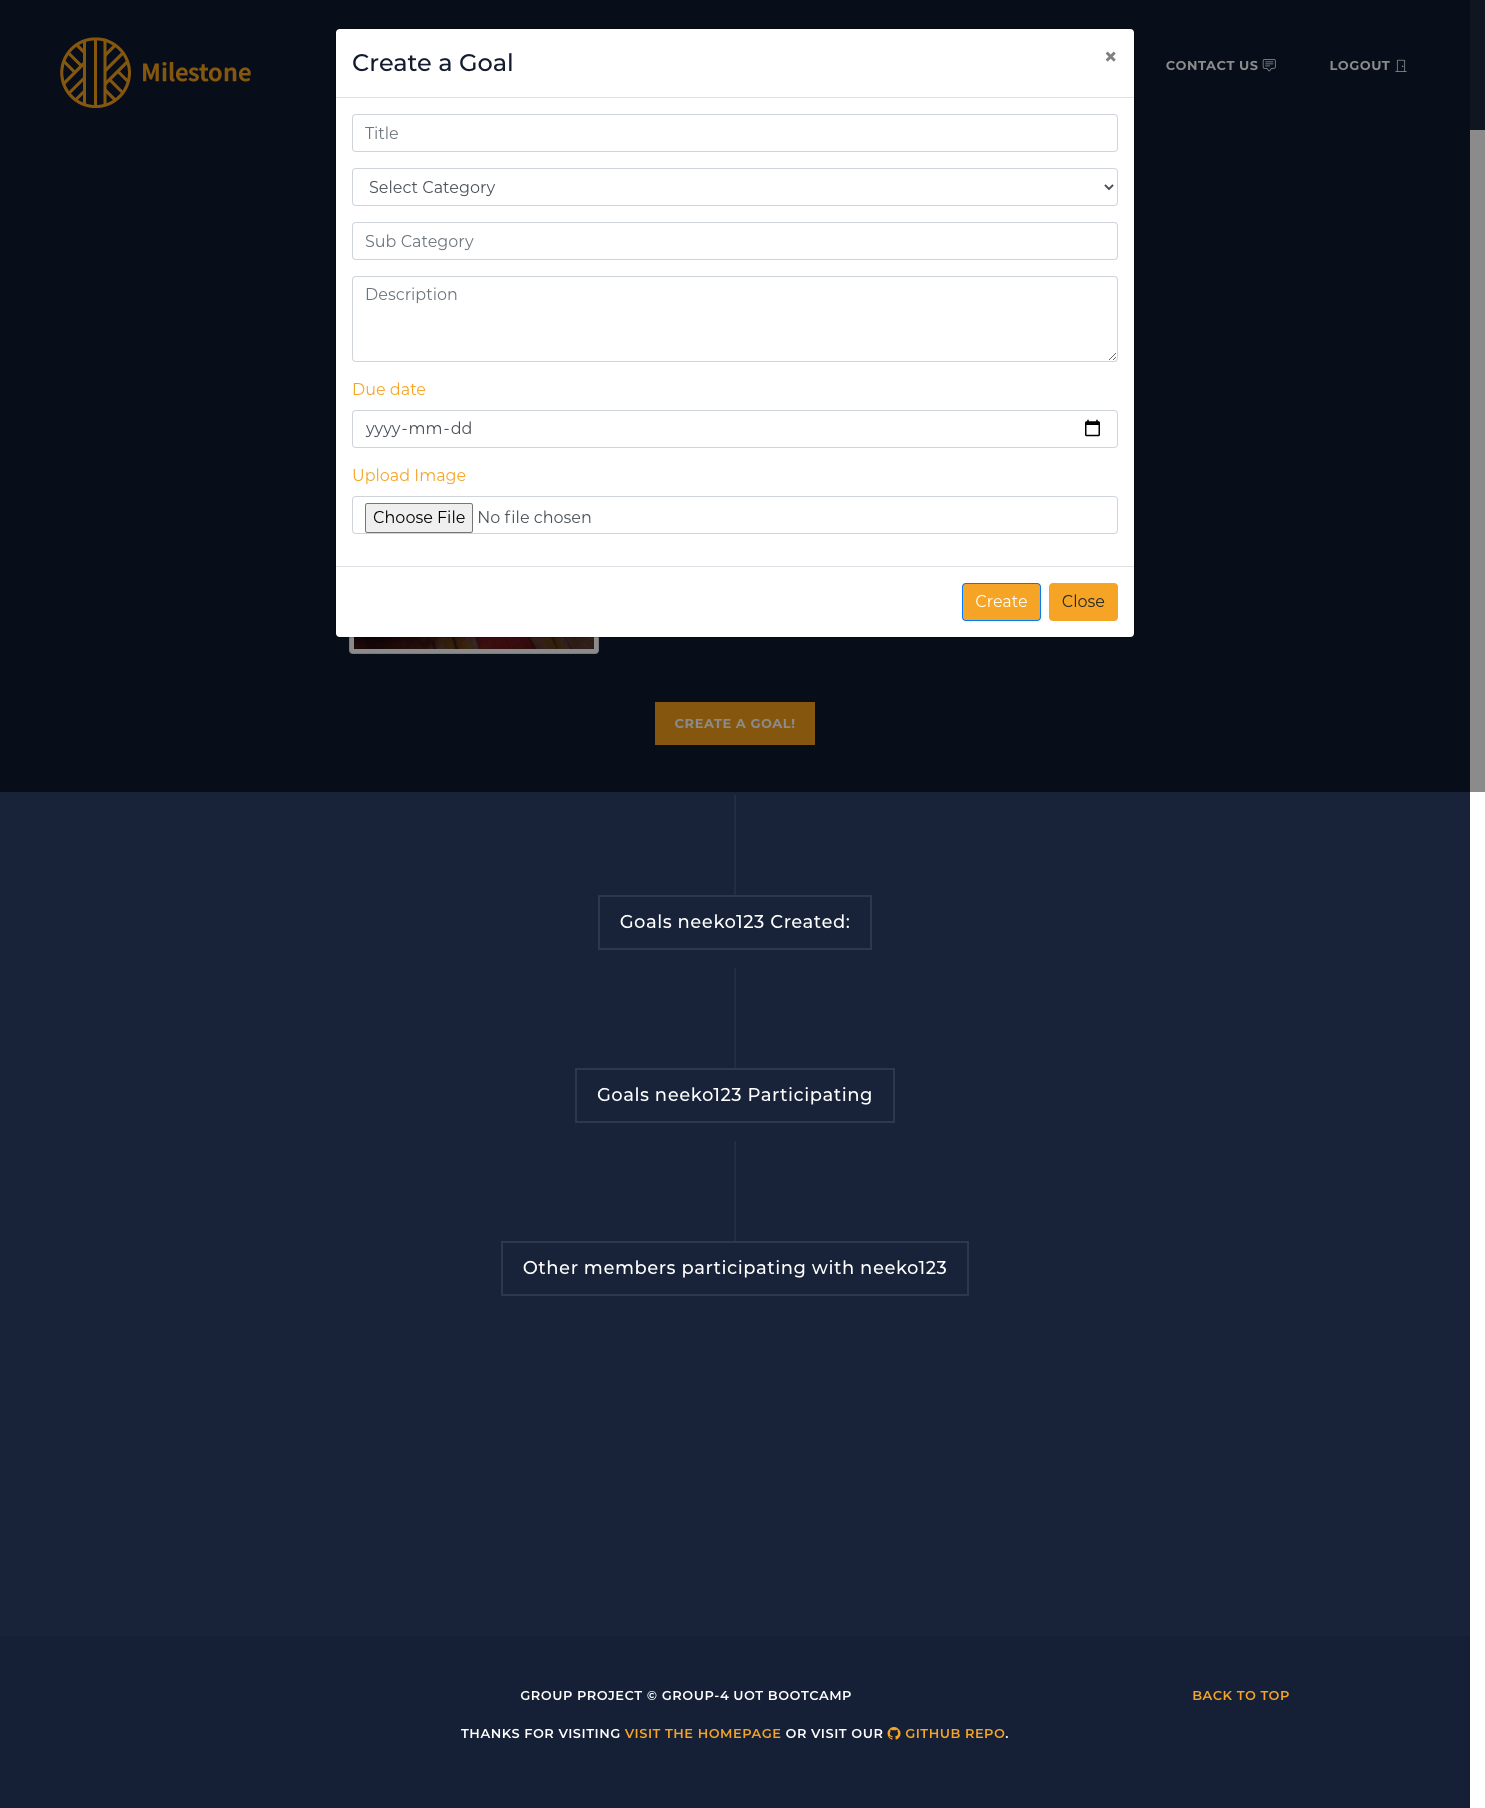 Milestone
CONTACT US
LOGOUT
Create a Goal
×
Title
Select Category
Sub Category
Description
Due date
yyyy-mm-dd
Upload Image
Choose File No file chosen
Create
Close
CREATE A GOAL!
Goals neeko123 Created:
Goals neeko123 Participating
Other members participating with neeko123
GROUP PROJECT © GROUP-4 UOT BOOTCAMP
BACK TO TOP
THANKS FOR VISITING VISIT THE HOMEPAGE OR VISIT OUR GITHUB REPO.